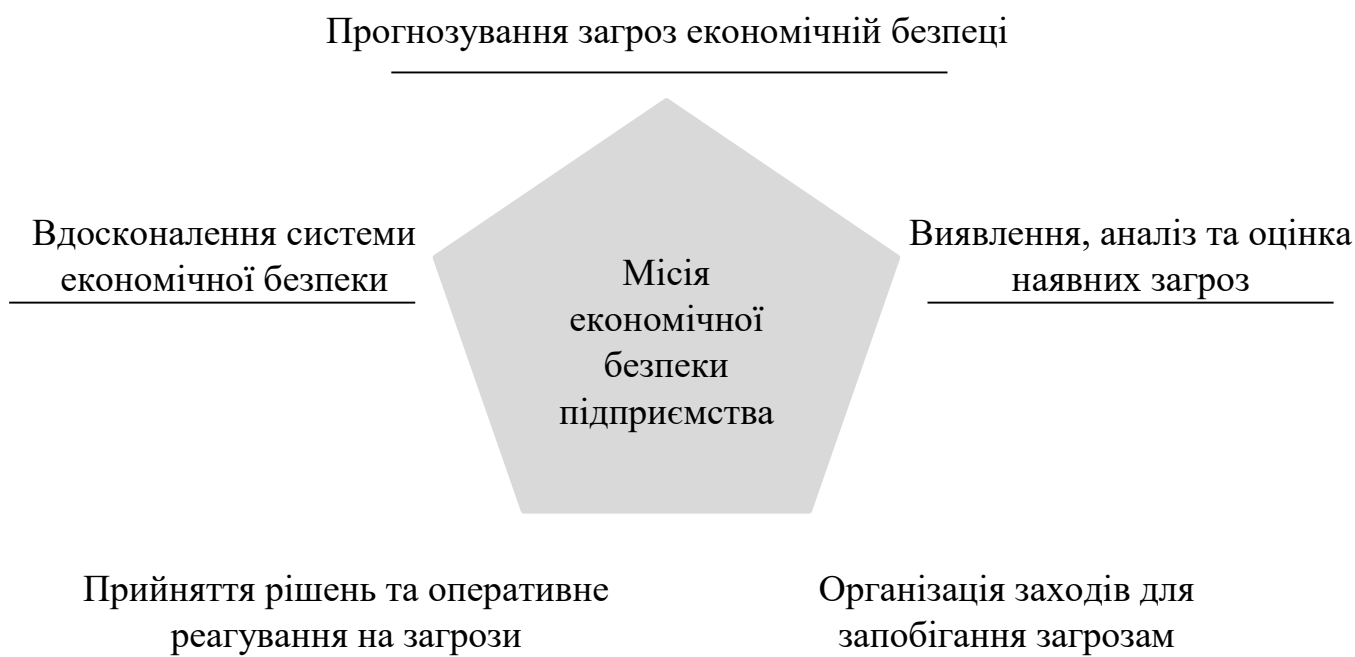 Прогнозування загроз економічній безпеці
Вдосконалення системи
економічної безпеки
Виявлення, аналіз та оцінка
наявних загроз
Місія
економічної
безпеки
підприємства
Прийняття рішень та оперативне
реагування на загрози
Організація заходів для
запобігання загрозам